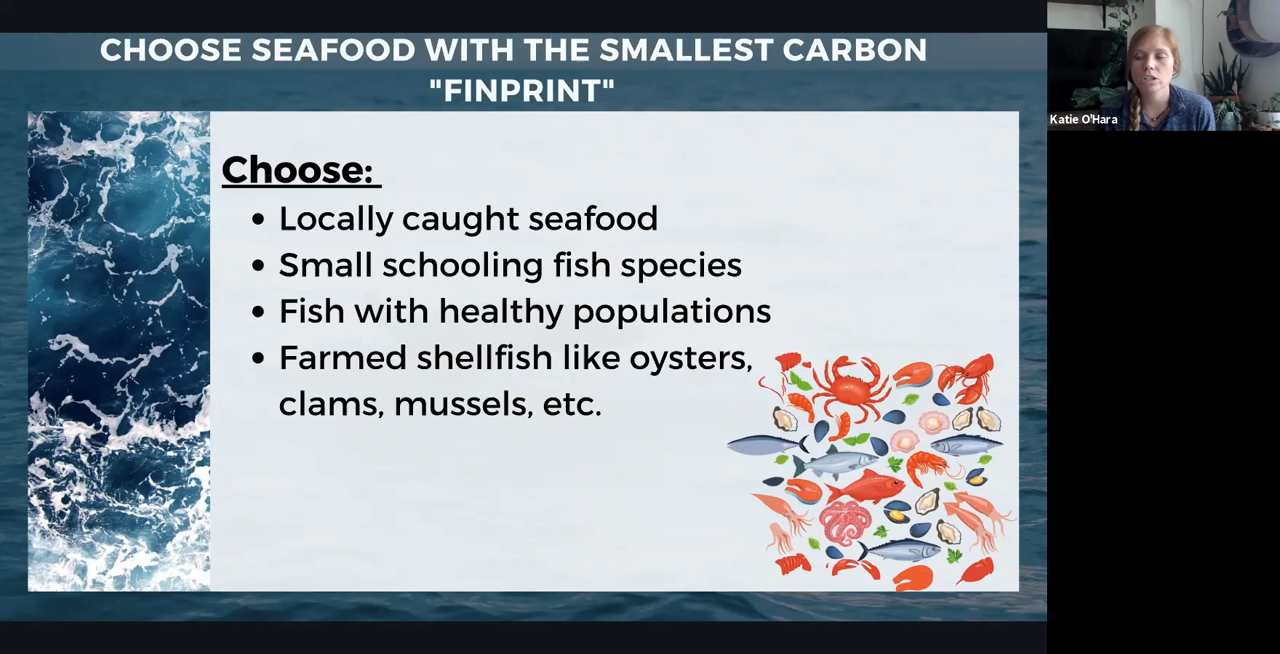 CHOOSE SEAFOOD WITH THE SMALLEST CARBON
"FINPRINT"
Choose:
• Locally caught seafood
• Small schooling fish species
• Fish with healthy populations
• Farmed shellfish like oysters,
clams, mussels, etc.
Katie O'Hara